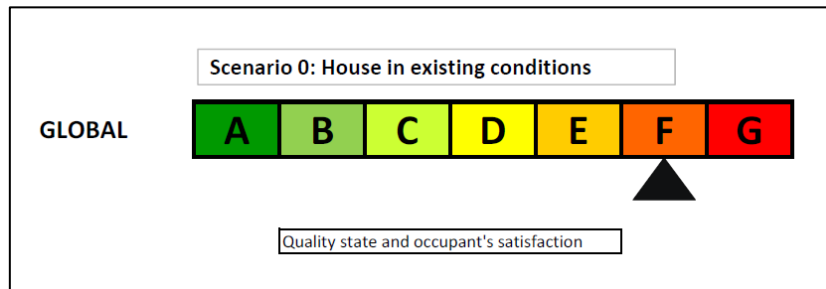 Scenario 0: House in existing conditions
GLOBAL A B C D E F G
Quality state and occupant's satisfaction